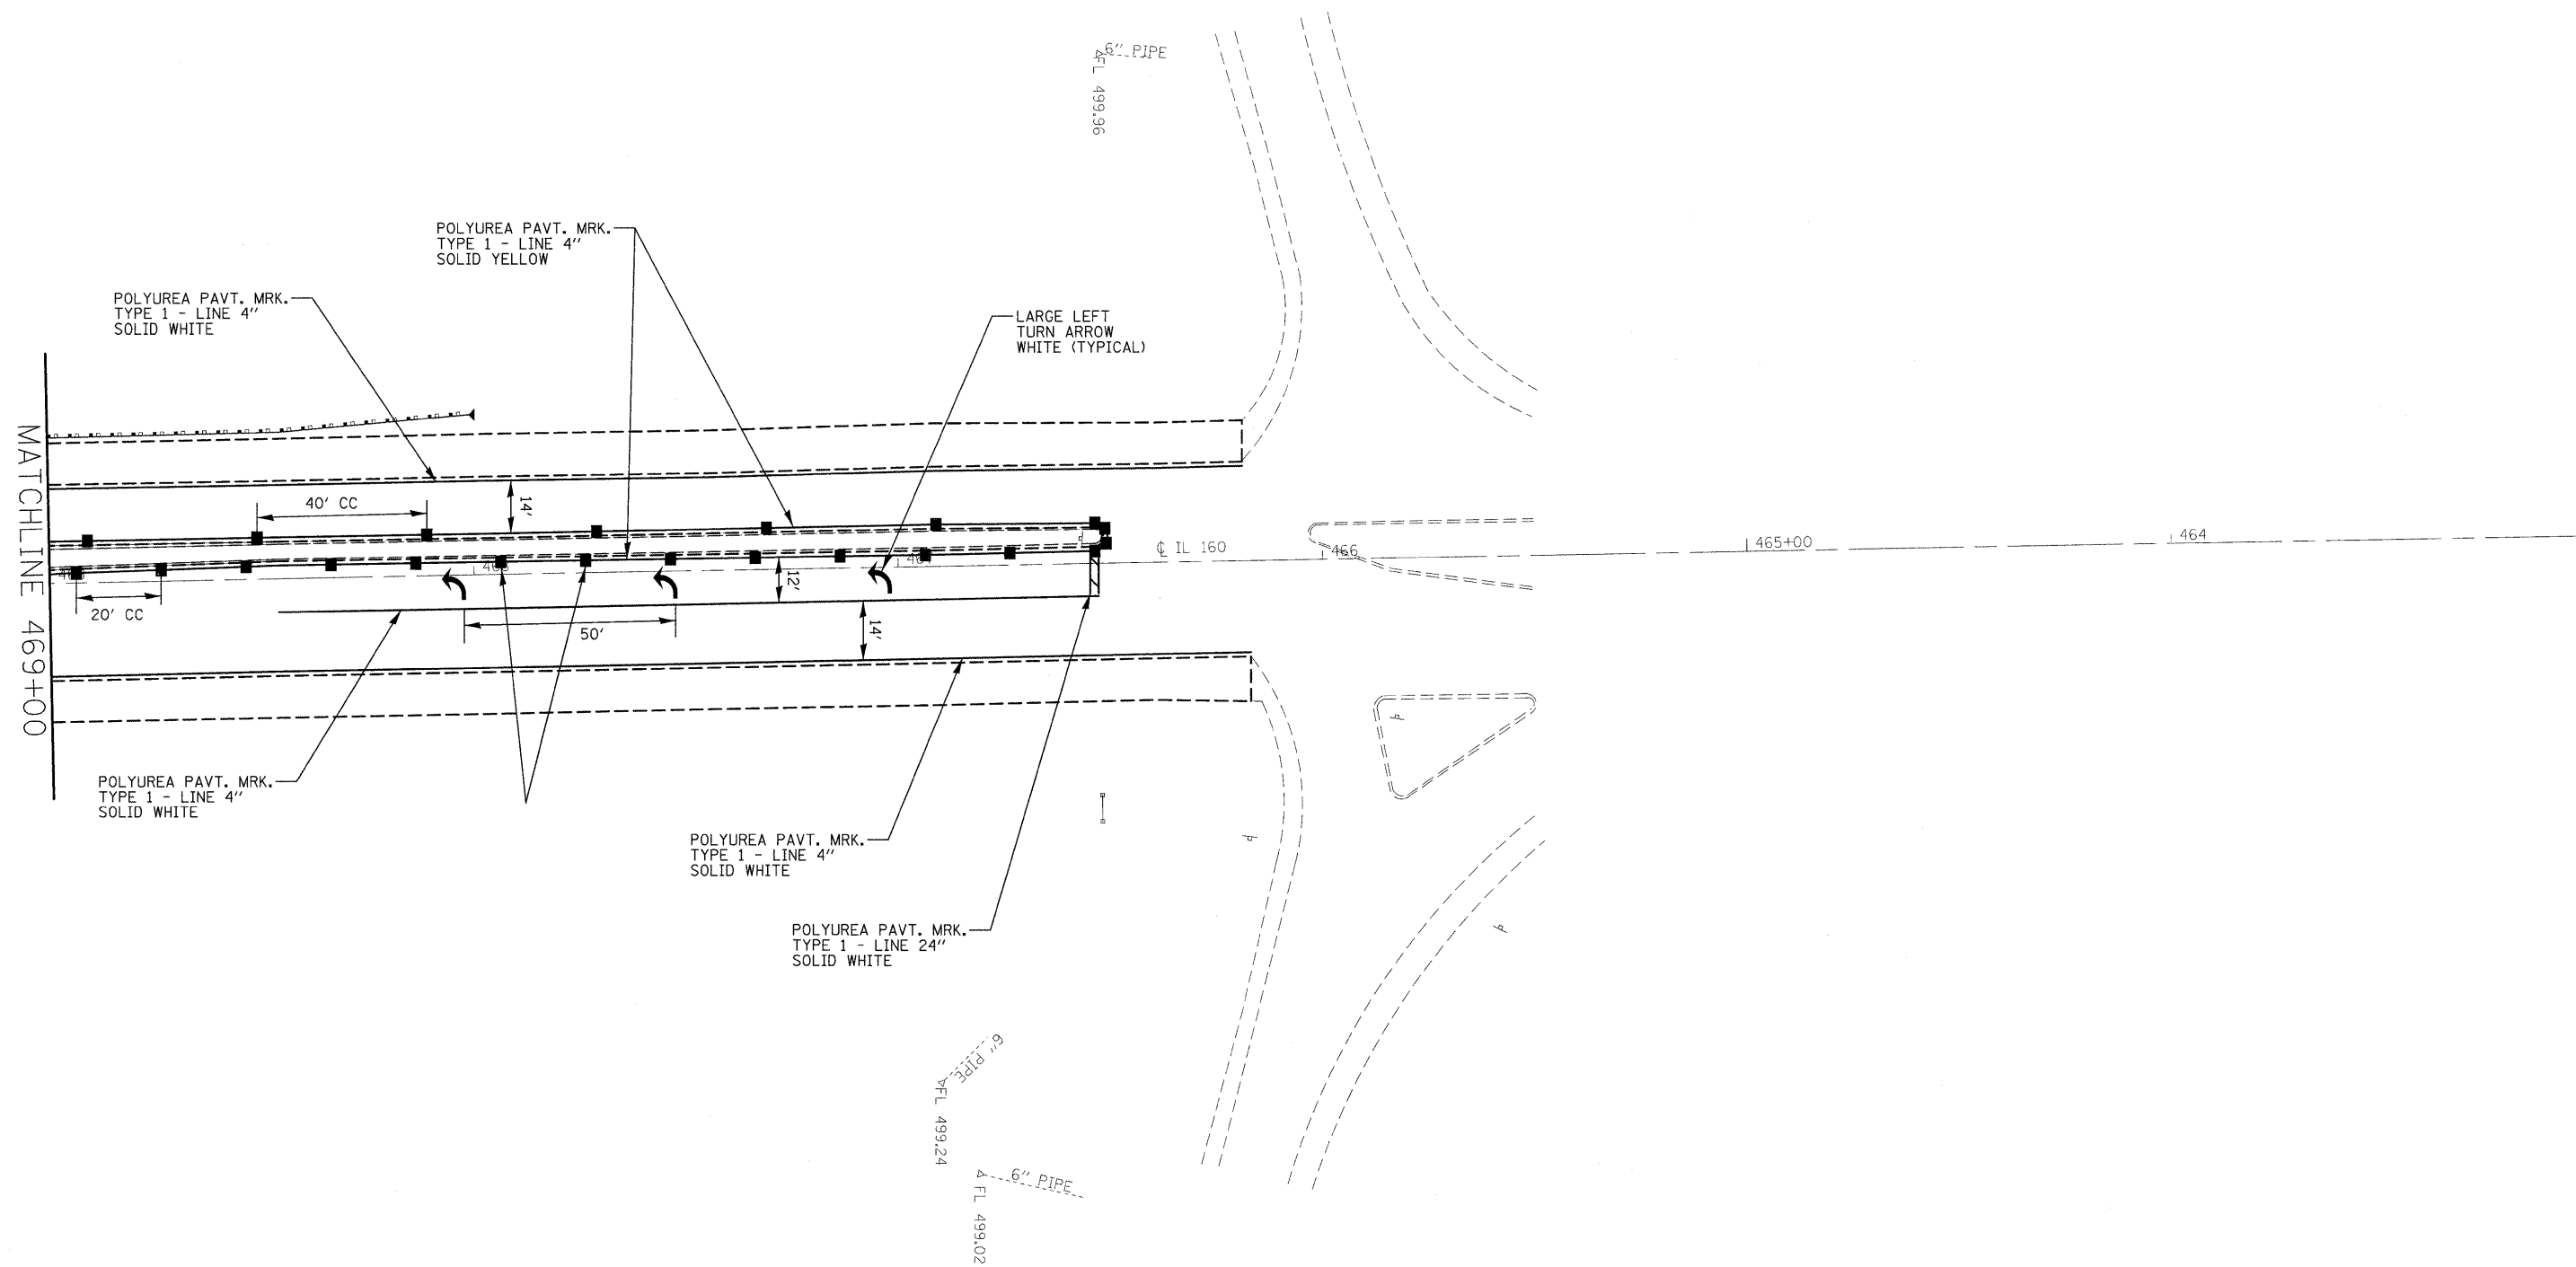 6" PIPE
FL 499.96
POLYUREA PAVT. MRK.
TYPE 1 - LINE 4"
SOLID YELLOW
POLYUREA PAVT. MRK.
TYPE 1 - LINE 4"
SOLID WHITE
LARGE LEFT
TURN ARROW
WHITE (TYPICAL)
MATCHLINE 469+00
40' CC
14'
℄ IL 160
466
465+00
464
468
12'
20' CC
50'
14'
POLYUREA PAVT. MRK.
TYPE 1 - LINE 4"
SOLID WHITE
POLYUREA PAVT. MRK.
TYPE 1 - LINE 4"
SOLID WHITE
POLYUREA PAVT. MRK.
TYPE 1 - LINE 24"
SOLID WHITE
6" PIPE
FL 499.24
6" PIPE
FL 499.02